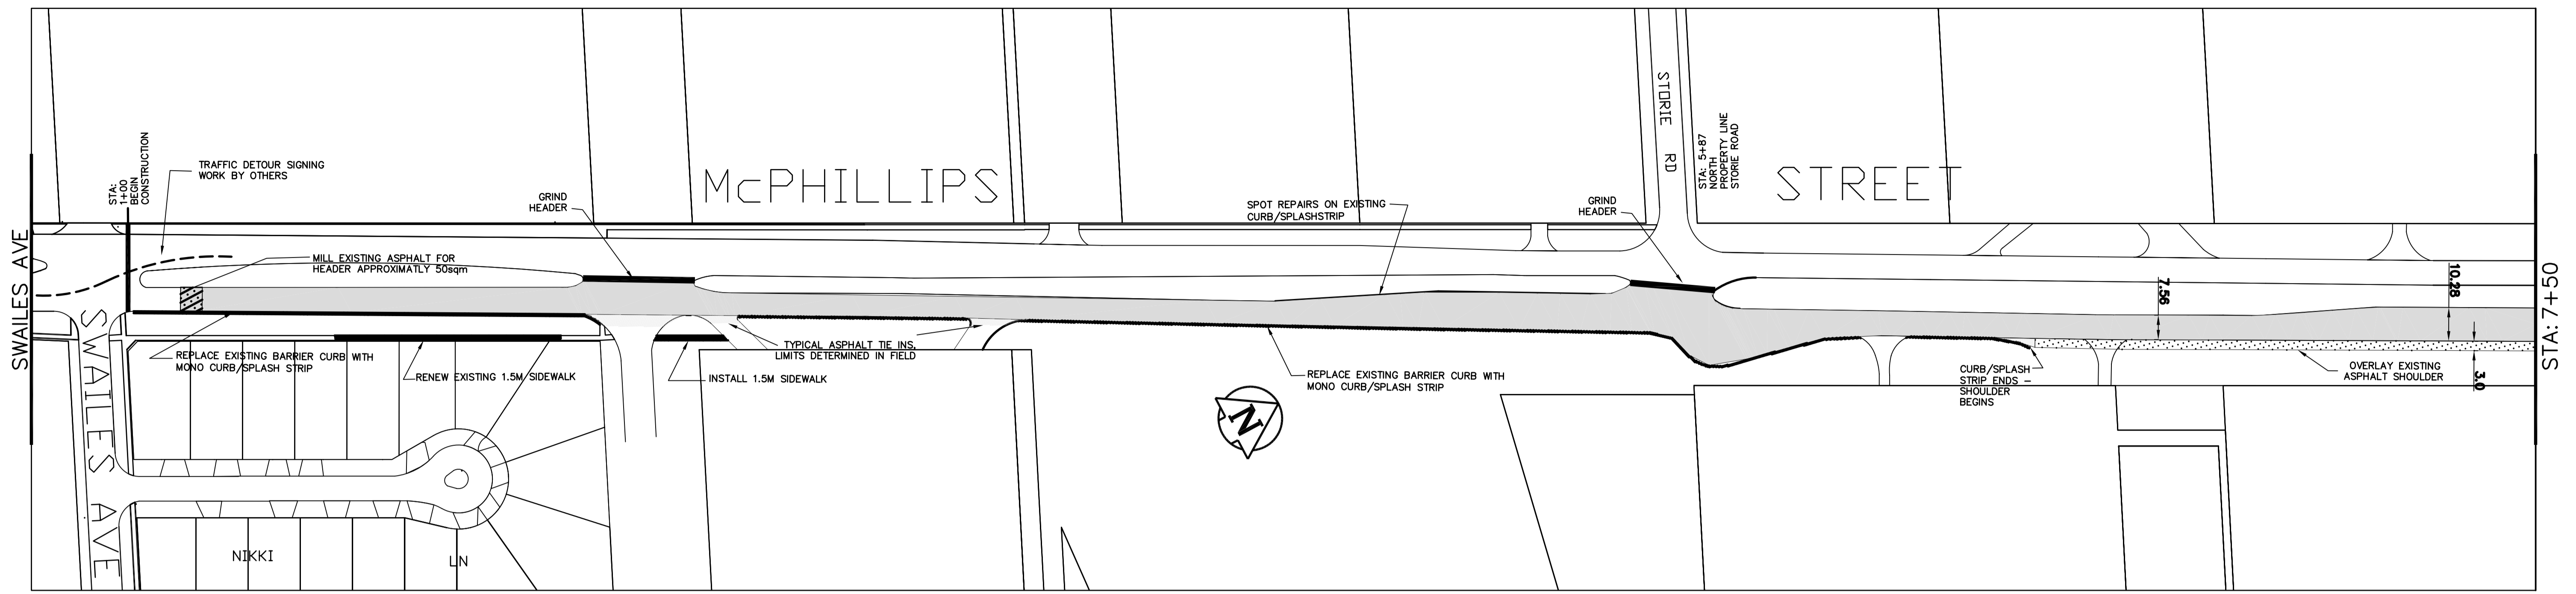 SWAILES AVE
STA:
1+00
BEGIN
CONSTRUCTION
TRAFFIC DETOUR SIGNING
WORK BY OTHERS
MILL EXISTING ASPHALT FOR
HEADER APPROXIMATLY 50sqm
GRIND
HEADER
McPHILLIPS
SPOT REPAIRS ON EXISTING
CURB/SPLASHSTRIP
GRIND
HEADER
STORIE RD
STA: 5+87
NORTH
PROPERTY LINE
STORIE ROAD
STREET
7.56
10.28
3.0
STA: 7+50
SWAILES AVE
REPLACE EXISTING BARRIER CURB WITH
MONO CURB/SPLASH STRIP
RENEW EXISTING 1.5M SIDEWALK
INSTALL 1.5M SIDEWALK
TYPICAL ASPHALT TIE INS,
LIMITS DETERMINED IN FIELD
N
REPLACE EXISTING BARRIER CURB WITH
MONO CURB/SPLASH STRIP
CURB/SPLASH
STRIP ENDS –
SHOULDER
BEGINS
OVERLAY EXISTING
ASPHALT SHOULDER
NIKKI LN